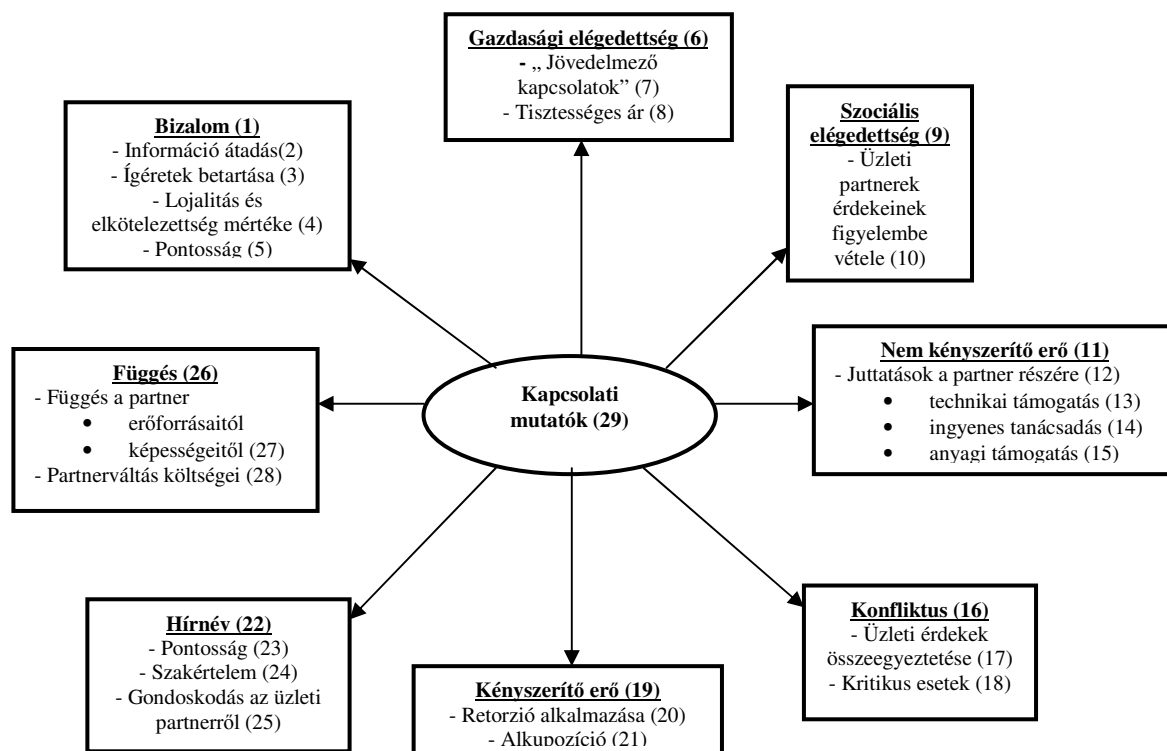 Gazdasági elégedettség (6)
- „ Jövedelmező
kapcsolatok” (7)
- Tisztességes ár (8)
Bizalom (1)
- Információ átadás(2)
- Ígéretek betartása (3)
- Lojalitás és
elkötelezettség mértéke (4)
- Pontosság (5)
Szociális
elégedettség (9)
- Üzleti
partnerek
érdekeinek
figyelembe
vétele (10)
Függés (26)
- Függés a partner
• erőforrásaitól
• képességeitől (27)
- Partnerváltás költségei (28)
Kapcsolati
mutatók (29)
Nem kényszerítő erő (11)
- Juttatások a partner részére (12)
• technikai támogatás (13)
• ingyenes tanácsadás (14)
• anyagi támogatás (15)
Hírnév (22)
- Pontosság (23)
- Szakértelem (24)
- Gondoskodás az üzleti
partnerről (25)
Kényszerítő erő (19)
- Retorzió alkalmazása (20)
- Alkupozíció (21)
Konfliktus (16)
- Üzleti érdekek
összeegyeztetése (17)
- Kritikus esetek (18)